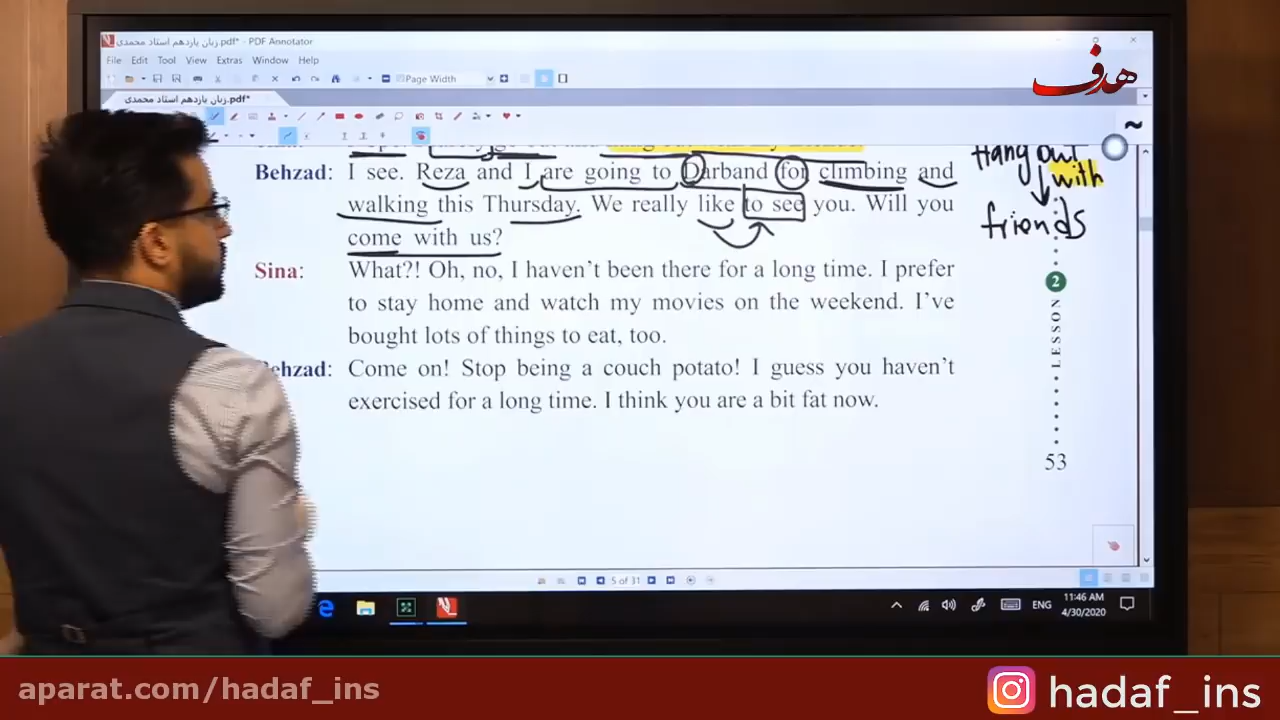 زبان یازدهم استاد محمدی.pdf* - PDF Annotator
هدف
File Edit Tool View Extras Window Help
Page Width
زبان یازدهم استاد محمدی.pdf*
Hang out
with
friends
Behzad: I see. Reza and I are going to Darband for climbing and
walking this Thursday. We really like to see you. Will you
come with us?
Sina: What?! Oh, no, I haven't been there for a long time. I prefer
to stay home and watch my movies on the weekend. I've
bought lots of things to eat, too.
Behzad: Come on! Stop being a couch potato! I guess you haven't
exercised for a long time. I think you are a bit fat now.
2
LESSON
53
5 of 31
ENG
11:46 AM
4/30/2020
aparat.com/hadaf_ins
hadaf_ins